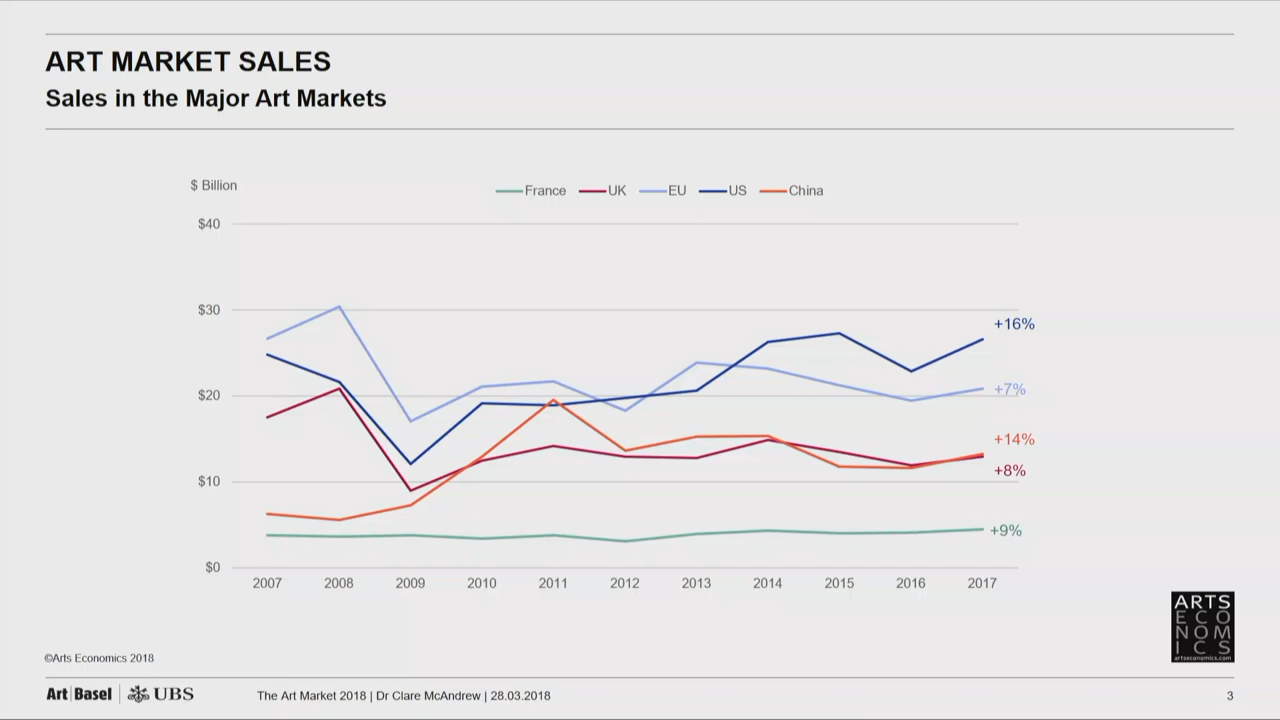 ART MARKET SALES
Sales in the Major Art Markets
$ Billion
France UK EU US China
$40
$30
$20
$10
$0
+16%
+7%
+14%
+8%
+9%
2007 2008 2009 2010 2011 2012 2013 2014 2015 2016 2017
ARTS
ECO
NOM
ICS
artseconomics.com
©Arts Economics 2018
Art|Basel | UBS
The Art Market 2018 | Dr Clare McAndrew | 28.03.2018
3